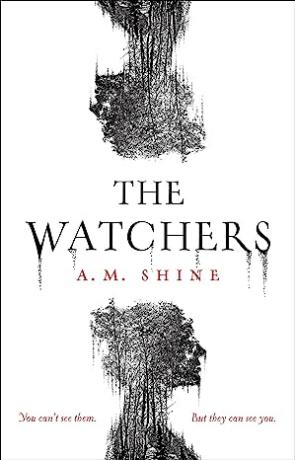 THE
WATCHERS
A. M. SHINE
You can't see them. But they can see you.